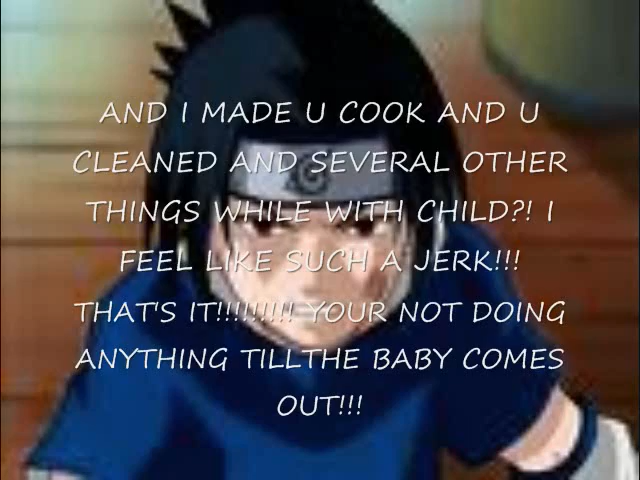 AND I MADE U COOK AND U
CLEANED AND SEVERAL OTHER
THINGS WHILE WITH CHILD?! I
FEEL LIKE SUCH A JERK!!!
THAT'S IT!!!!!!!!! YOUR NOT DOING
ANYTHING TILLTHE BABY COMES
OUT!!!